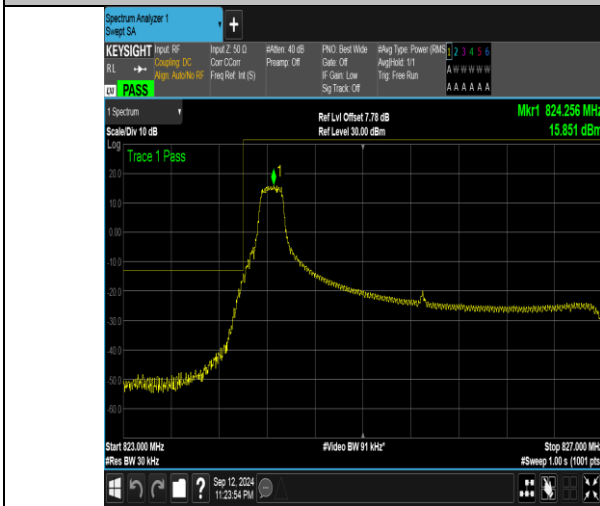 Spectrum Analyzer 1
Swept SA
+
KEYSIGHT Input: RF Input Z: 50 Ω #Atten: 40 dB PNO: Best Wide #Avg Type: Power (RMS 1 2 3 4 5 6
RL Coupling: DC Corr CCorr Preamp: Off Gate: Off Avg|Hold: 1/1 A W W W W W
Align: Auto/No RF Freq Ref: Int (S) IF Gain: Low Trig: Free Run
PASS Sig Track: Off A A A A A A
1 Spectrum Ref Lvl Offset 7.78 dB Mkr1 824.256 MHz
Scale/Div 10 dB Ref Level 30.00 dBm 15.851 dBm
Log
Trace 1 Pass
1
20.0
10.0
0.00
-10.0
-20.0
-30.0
-40.0
-50.0
-60.0
Start 823.000 MHz #Video BW 91 kHz* Stop 827.000 MHz
#Res BW 30 kHz #Sweep 1.00 s (1001 pts
? Sep 12, 2024
11:23:54 PM